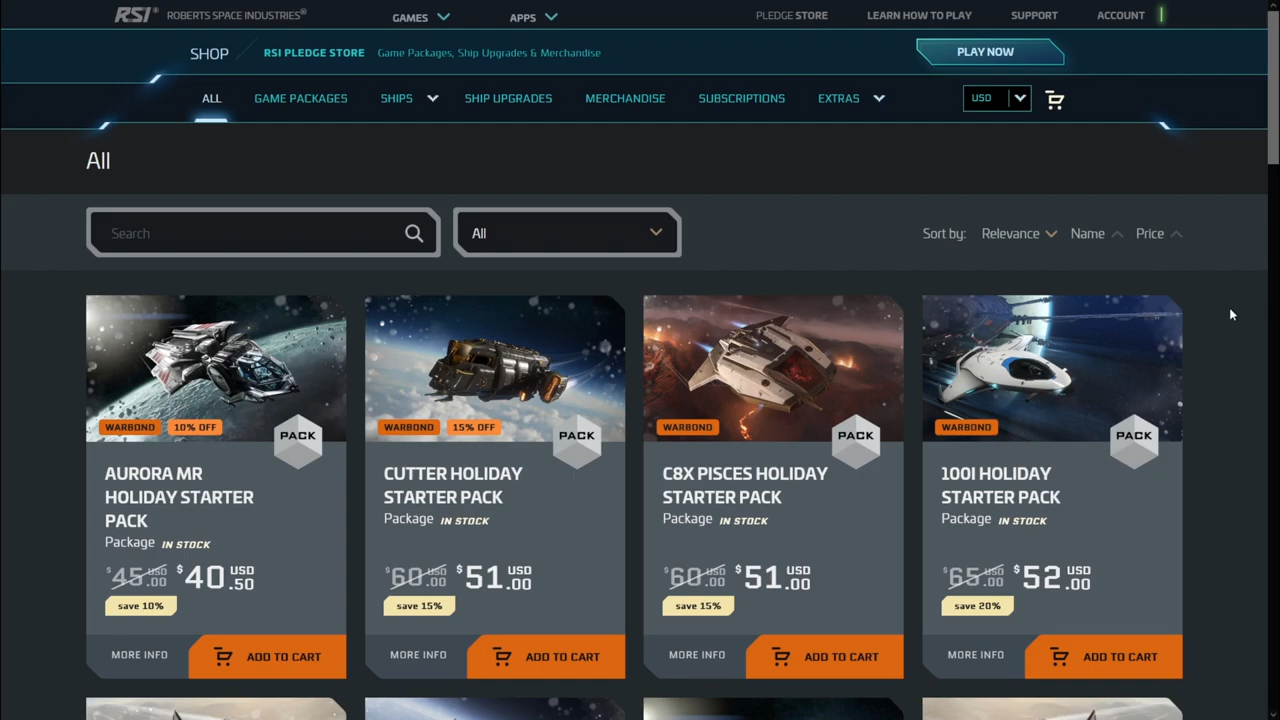 RSI® ROBERTS SPACE INDUSTRIES® GAMES APPS PLEDGE STORE LEARN HOW TO PLAY SUPPORT ACCOUNT
SHOP RSI PLEDGE STORE Game Packages, Ship Upgrades & Merchandise PLAY NOW
ALL GAME PACKAGES SHIPS SHIP UPGRADES MERCHANDISE SUBSCRIPTIONS EXTRAS USD
All
Search All Sort by: Relevance Name Price
WARBOND 10% OFF PACK
AURORA MR
HOLIDAY STARTER
PACK
Package IN STOCK
$45.00 USD $40.50 USD
save 10%
MORE INFO ADD TO CART
WARBOND 15% OFF PACK
CUTTER HOLIDAY
STARTER PACK
Package IN STOCK
$60.00 USD $51.00 USD
save 15%
MORE INFO ADD TO CART
WARBOND PACK
C8X PISCES HOLIDAY
STARTER PACK
Package IN STOCK
$60.00 USD $51.00 USD
save 15%
MORE INFO ADD TO CART
WARBOND PACK
100I HOLIDAY
STARTER PACK
Package IN STOCK
$65.00 USD $52.00 USD
save 20%
MORE INFO ADD TO CART